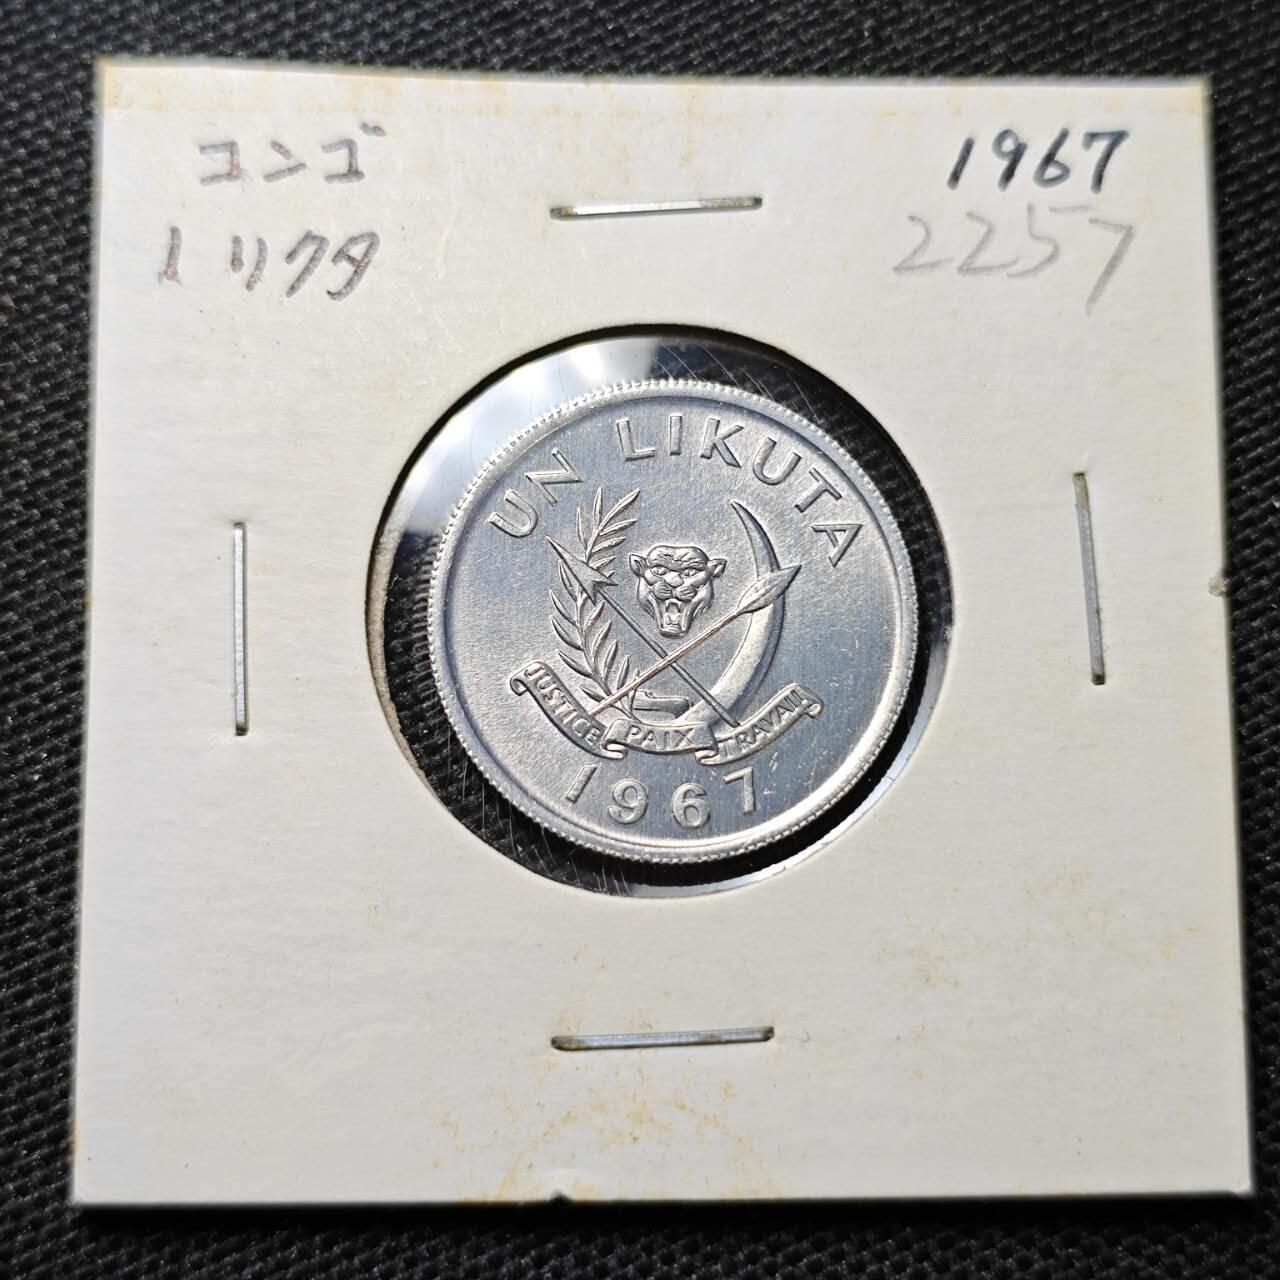 コンゴ
1967
1リクタ
2257
UN LIKUTA
JUSTICE PAIX TRAVAIL
1967